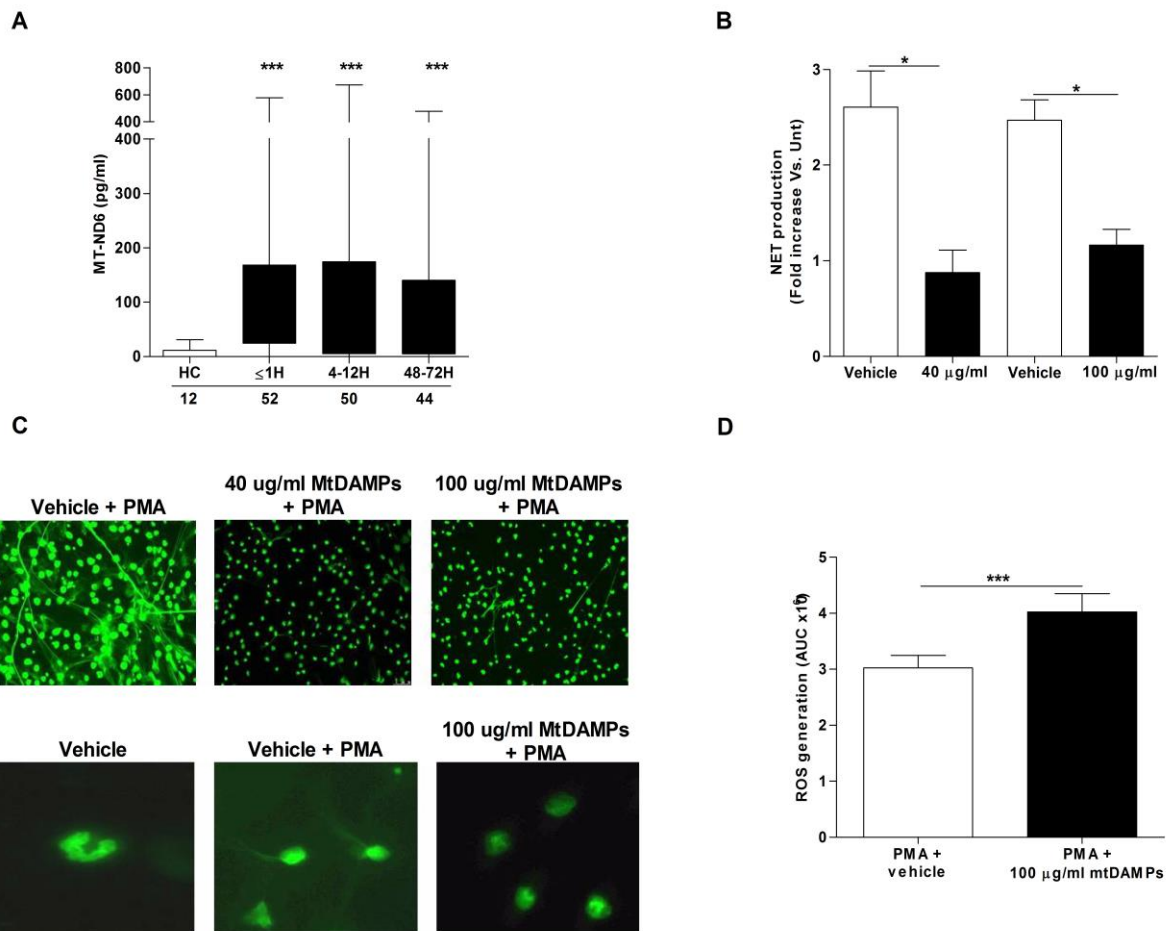 A
MT-ND6 (pg/ml)
800
600
400
400
300
200
100
0
*** *** ***
HC ≤1H 4-12H 48-72H
12 52 50 44
B
NET production
(Fold increase Vs. Unt)
3
2
1
0
* *
Vehicle 40 μg/ml Vehicle 100 μg/ml
C
Vehicle + PMA
40 ug/ml MtDAMPs
+ PMA
100 ug/ml MtDAMPs
+ PMA
Vehicle
Vehicle + PMA
100 ug/ml MtDAMPs
+ PMA
D
ROS generation (AUC x10⁶)
5
4
3
2
1
0
***
PMA +
vehicle
PMA +
100 μg/ml mtDAMPs